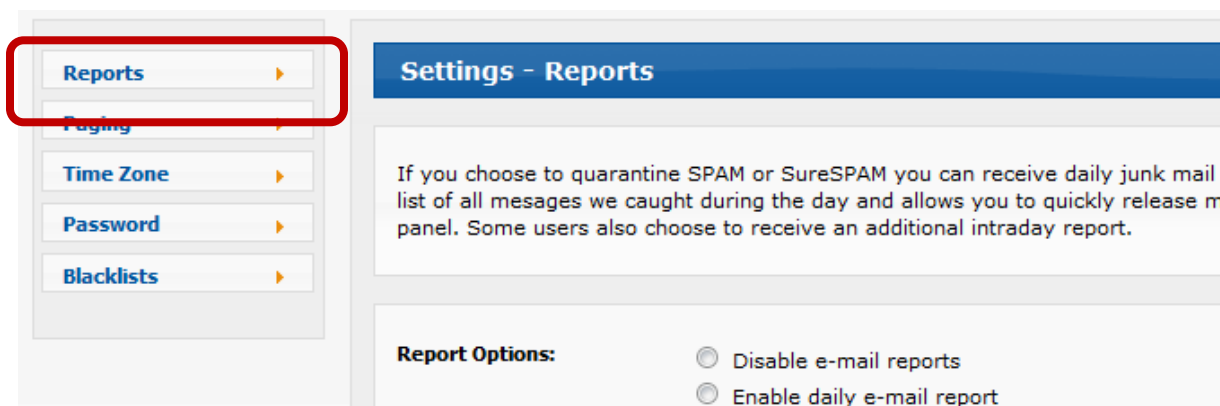 Reports
Paging
Time Zone
Password
Blacklists
Settings - Reports
If you choose to quarantine SPAM or SureSPAM you can receive daily junk mail
list of all mesages we caught during the day and allows you to quickly release
panel. Some users also choose to receive an additional intraday report.
Report Options:
Disable e-mail reports
Enable daily e-mail report